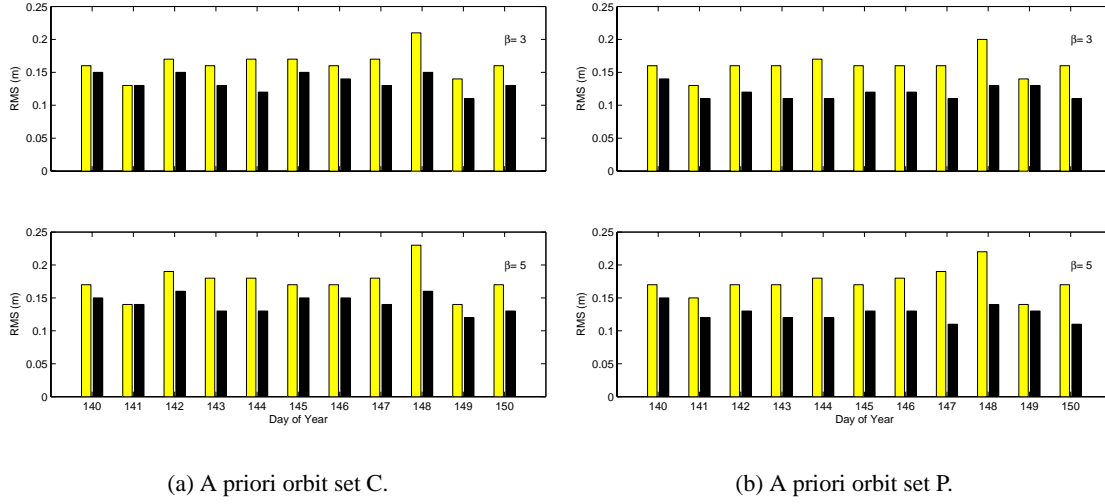 0.25
0.2
0.15
0.1
0.05
0
RMS (m)
β= 3
0.25
0.2
0.15
0.1
0.05
0
RMS (m)
β= 5
140 141 142 143 144 145 146 147 148 149 150
Day of Year
(a) A priori orbit set C.
0.25
0.2
0.15
0.1
0.05
0
RMS (m)
β= 3
0.25
0.2
0.15
0.1
0.05
0
RMS (m)
β= 5
140 141 142 143 144 145 146 147 148 149 150
Day of Year
(b) A priori orbit set P.